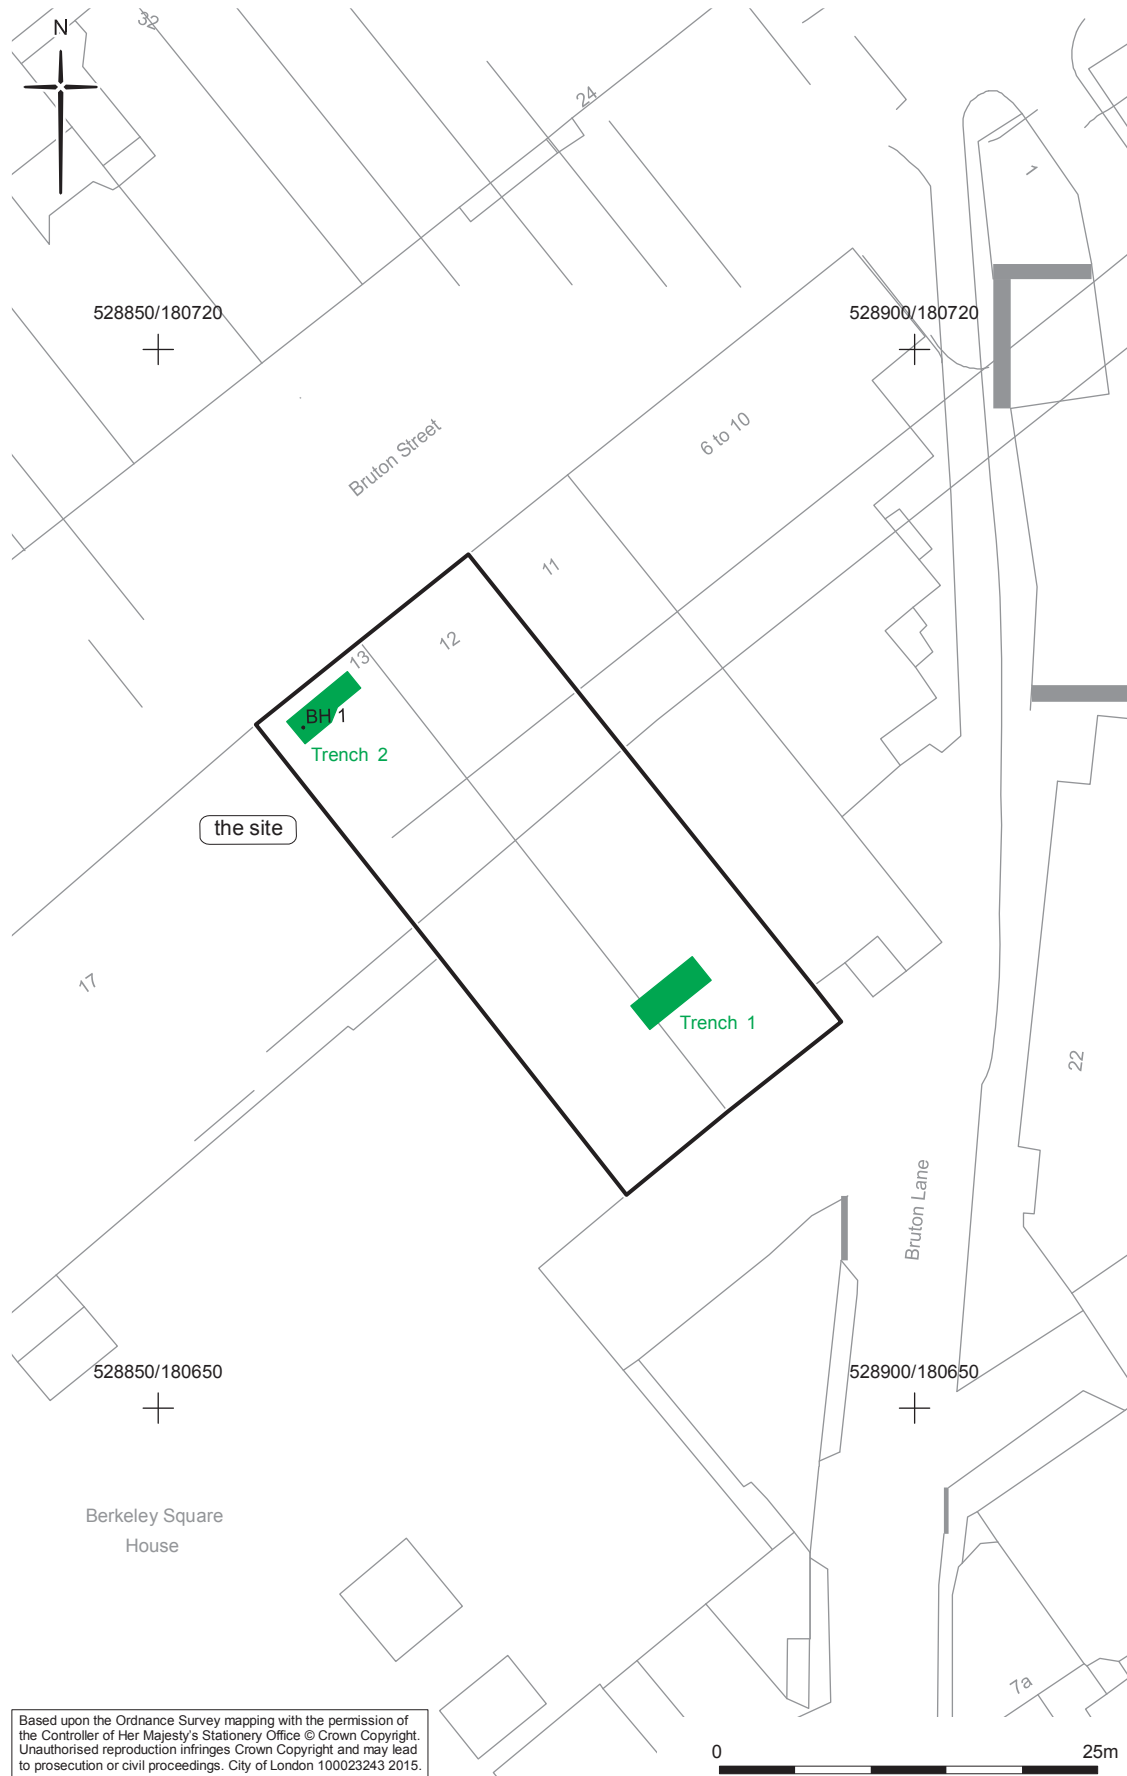 N
32
24
1
528850/180720
528900/180720
Bruton Street
6 to 10
11
12
13
BH 1
Trench 2
the site
17
Trench 1
22
Bruton Lane
528850/180650
528900/180650
Berkeley Square
House
7a
Based upon the Ordnance Survey mapping with the permission of
the Controller of Her Majesty's Stationery Office © Crown Copyright.
Unauthorised reproduction infringes Crown Copyright and may lead
to prosecution or civil proceedings. City of London 100023243 2015.
0
25m